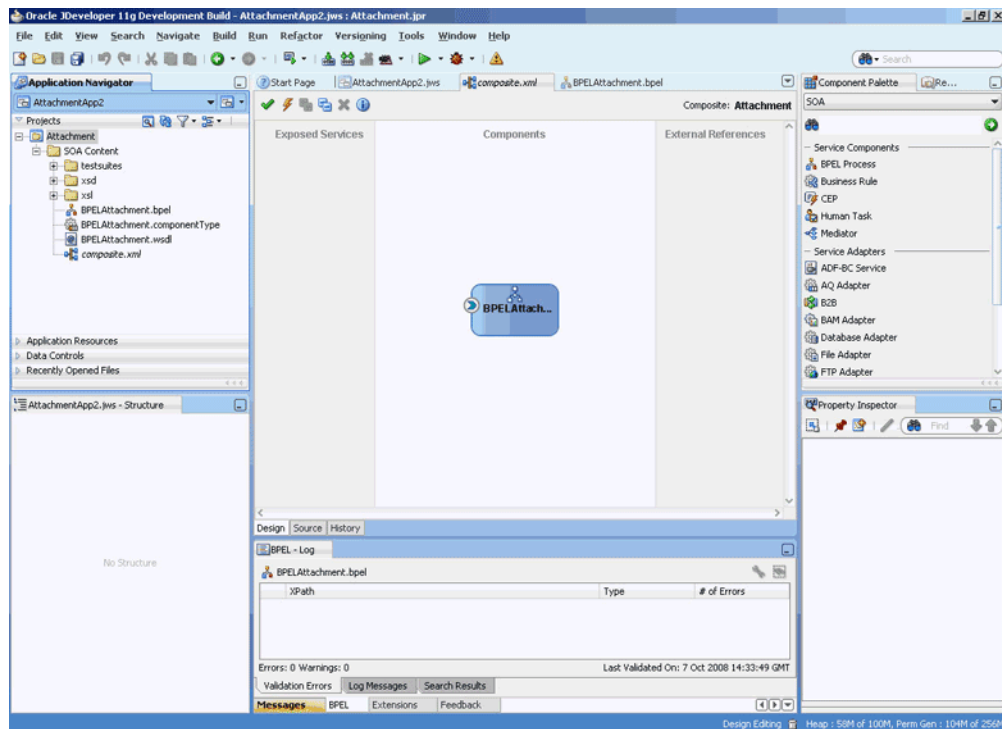 Oracle JDeveloper 11g Development Build - AttachmentApp2.jws : Attachment.jpr
File Edit View Search Navigate Build Run Refactor Versioning Tools Window Help
Search
Application Navigator
AttachmentApp2
Projects
Attachment
SOA Content
testsuites
xsd
xsl
BPELAttachment.bpel
BPELAttachment.componentType
BPELAttachment.wsdl
composite.xml
Application Resources
Data Controls
Recently Opened Files
AttachmentApp2.jws - Structure
No Structure
Start Page AttachmentApp2.jws composite.xml BPELAttachment.bpel
Composite: Attachment
Exposed Services Components External References
BPELAttach...
Design Source History
BPEL - Log
BPELAttachment.bpel
XPath Type # of Errors
Errors: 0 Warnings: 0 Last Validated On: 7 Oct 2008 14:33:49 GMT
Validation Errors Log Messages Search Results
Messages BPEL Extensions Feedback
Component Palette Re...
SOA
Service Components
BPEL Process
Business Rule
CEP
Human Task
Mediator
Service Adapters
ADF-BC Service
AQ Adapter
B2B
BAM Adapter
Database Adapter
File Adapter
FTP Adapter
Property Inspector
Find
Design Editing Heap : 58M of 100M, Perm Gen : 104M of 256M